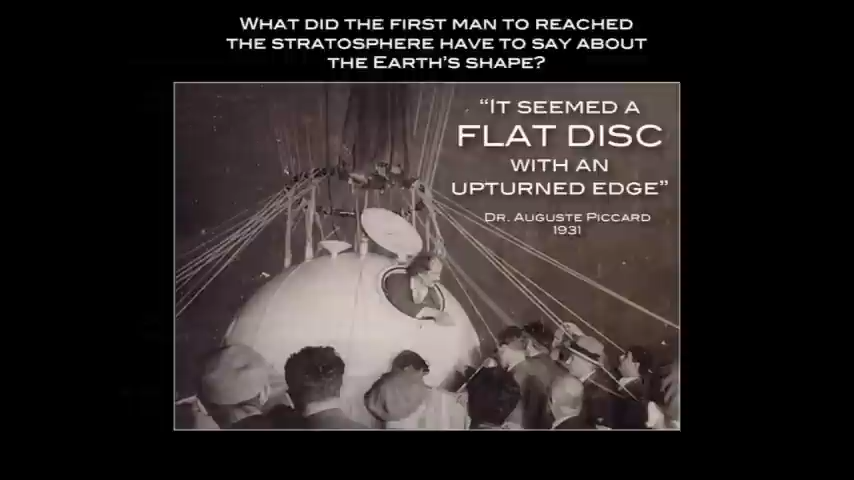 What did the first man to reached
the stratosphere have to say about
the Earth's shape?
"It seemed a
flat disc
with an
upturned edge"
Dr. Auguste Piccard
1931